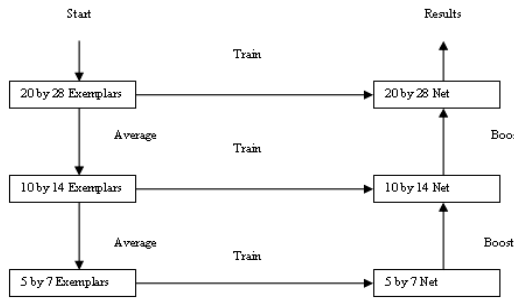 Start Results
Train
20 by 28 Exemplars 20 by 28 Net
Average Boos
Train
10 by 14 Exemplars 10 by 14 Net
Average Boost
Train
5 by 7 Exemplars 5 by 7 Net